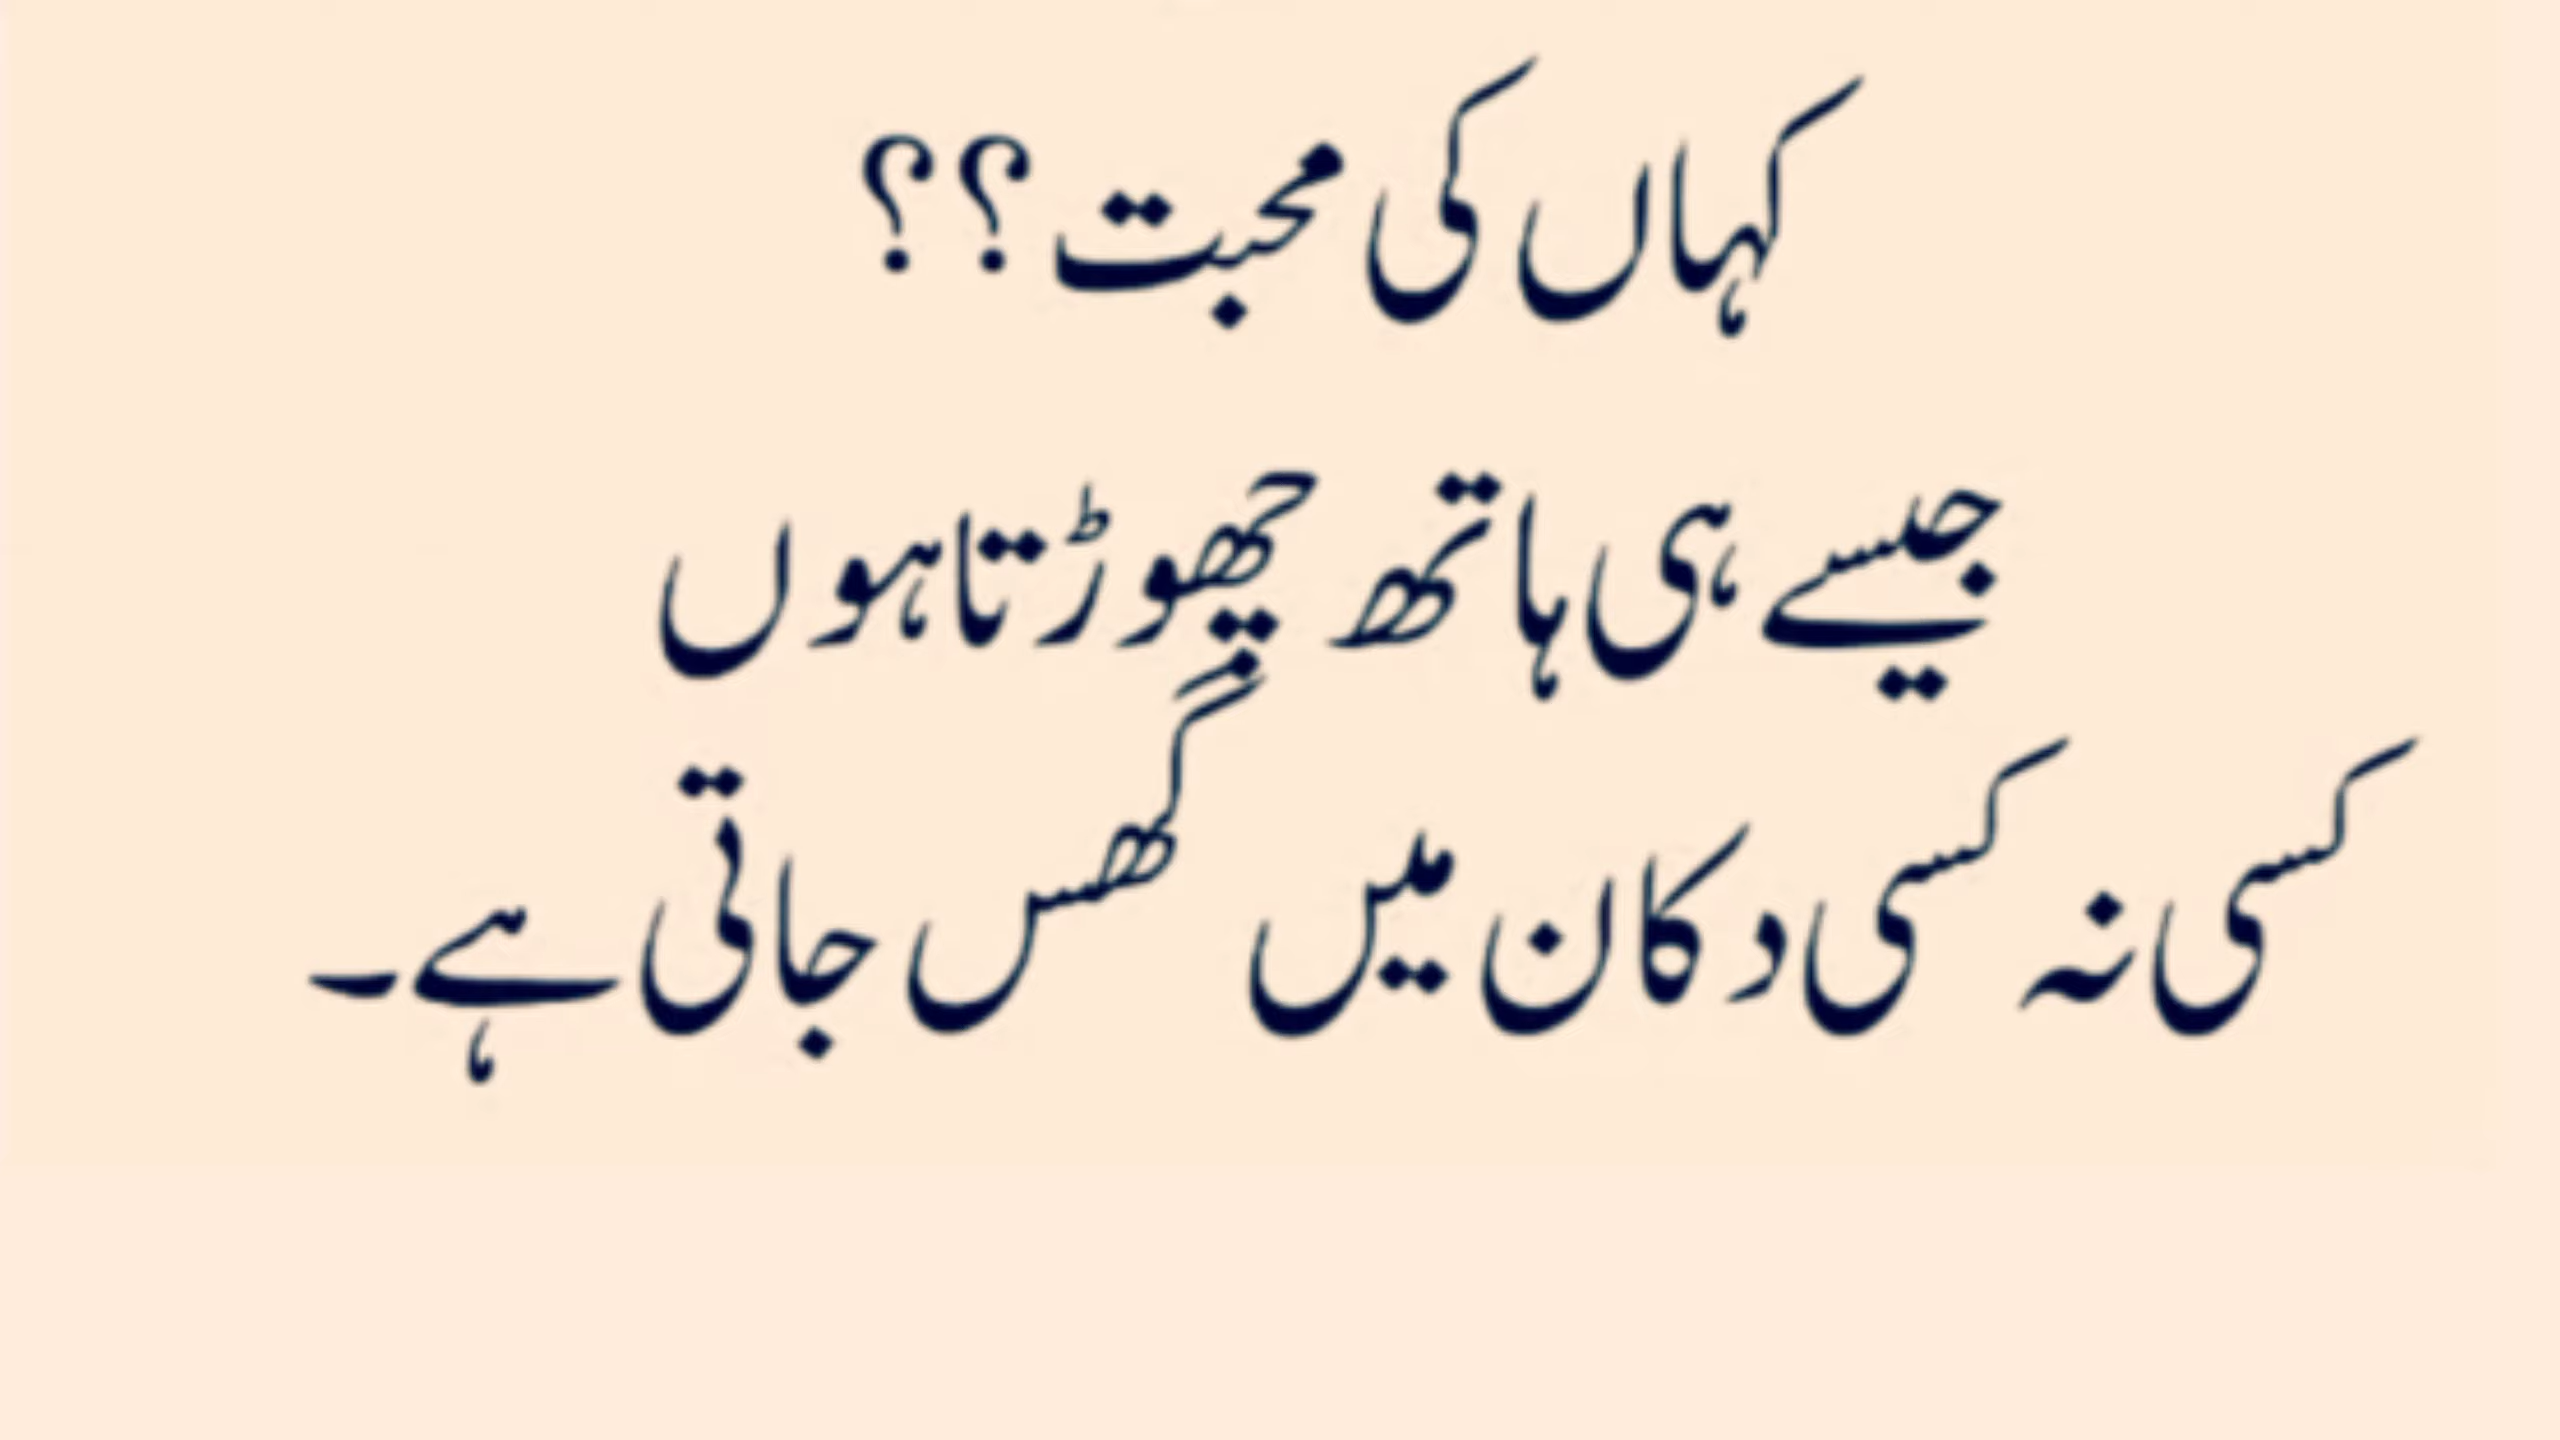 کہاں کی محبت ؟؟
جیسے ہی ہاتھ چھوڑتا ہوں
کسی نہ کسی دکان میں گھس جاتی ہے۔